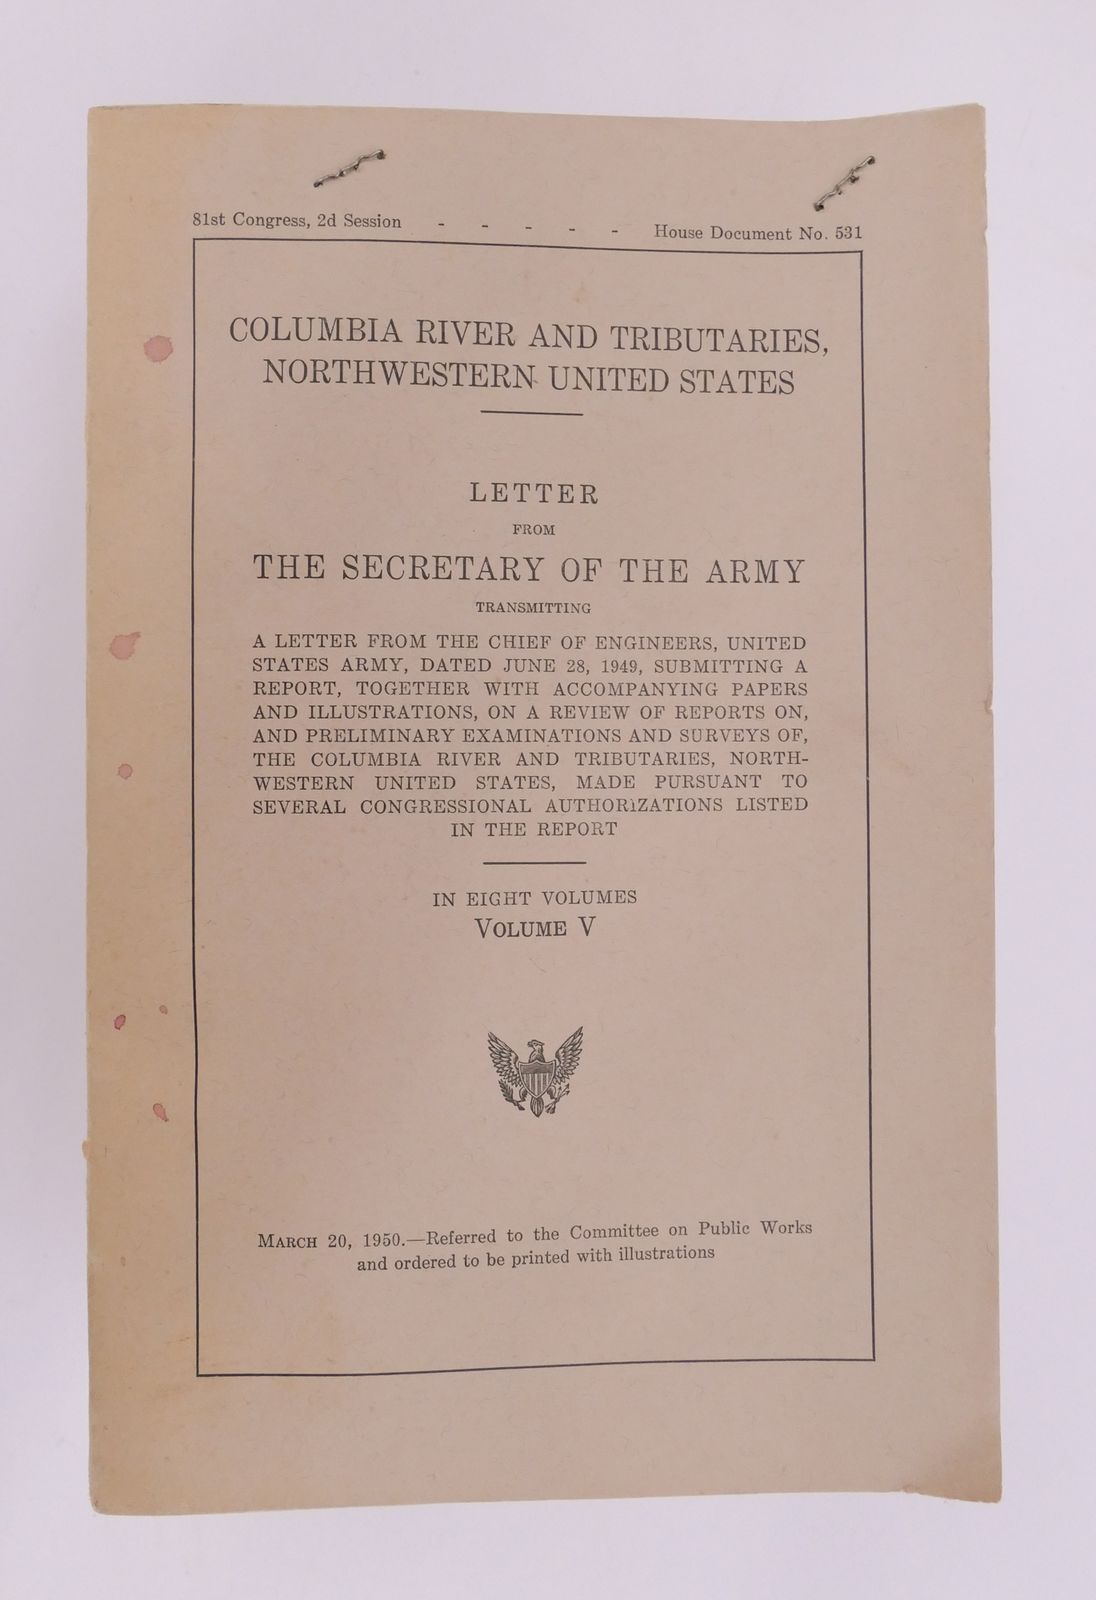 81st Congress, 2d Session - - - - - House Document No. 531
COLUMBIA RIVER AND TRIBUTARIES,
NORTHWESTERN UNITED STATES
LETTER
FROM
THE SECRETARY OF THE ARMY
TRANSMITTING
A LETTER FROM THE CHIEF OF ENGINEERS, UNITED
STATES ARMY, DATED JUNE 28, 1949, SUBMITTING A
REPORT, TOGETHER WITH ACCOMPANYING PAPERS
AND ILLUSTRATIONS, ON A REVIEW OF REPORTS ON,
AND PRELIMINARY EXAMINATIONS AND SURVEYS OF,
THE COLUMBIA RIVER AND TRIBUTARIES, NORTH-
WESTERN UNITED STATES, MADE PURSUANT TO
SEVERAL CONGRESSIONAL AUTHORIZATIONS LISTED
IN THE REPORT
IN EIGHT VOLUMES
VOLUME V
MARCH 20, 1950.—Referred to the Committee on Public Works
and ordered to be printed with illustrations